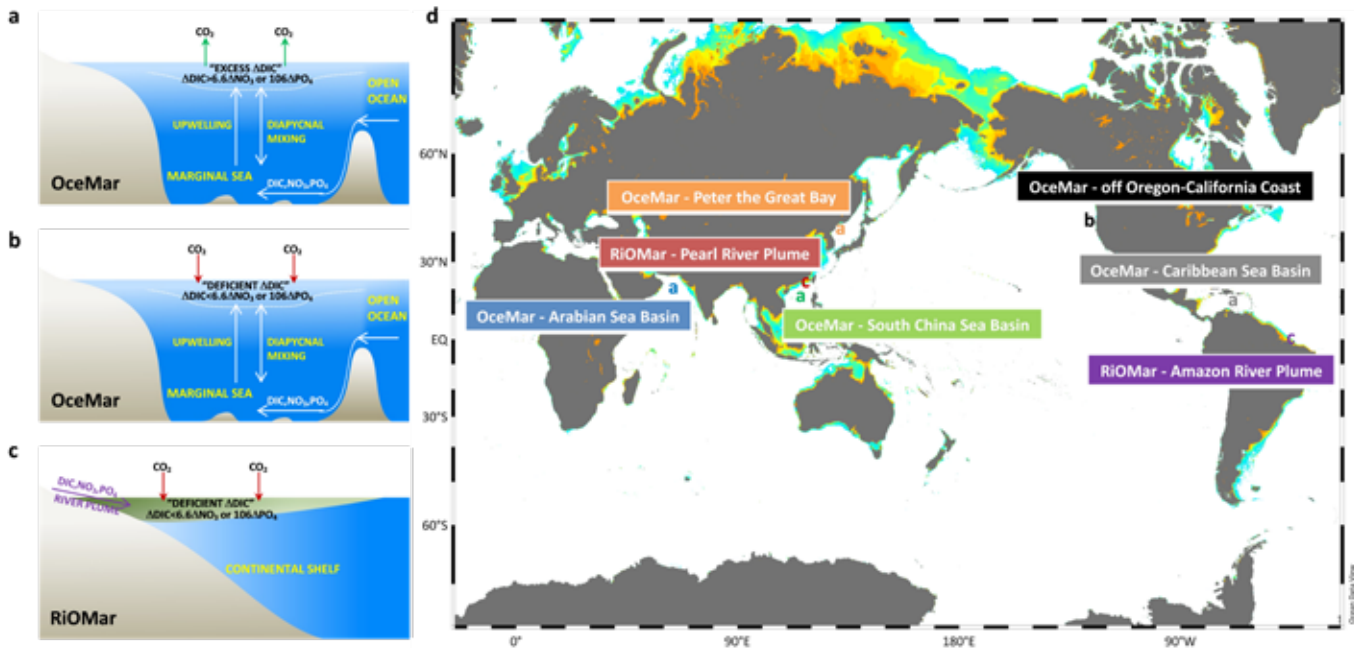 a
CO₂ CO₂
"EXCESS ΔDIC"
ΔDIC>6.6ΔNO₃ or 106ΔPO₄
OPEN
OCEAN
UPWELLING
DIAPYCNAL
MIXING
MARGINAL SEA
DIC,NO₃,PO₄
OceMar
b
CO₂ CO₂
"DEFICIENT ΔDIC"
ΔDIC<6.6ΔNO₃ or 106ΔPO₄
OPEN
OCEAN
UPWELLING
DIAPYCNAL
MIXING
MARGINAL SEA
DIC,NO₃,PO₄
OceMar
c
CO₂ CO₂
DIC,NO₃,PO₄
RIVER PLUME
"DEFICIENT ΔDIC"
ΔDIC<6.6ΔNO₃ or 106ΔPO₄
CONTINENTAL SHELF
RiOMar
d
60°N
30°N
EQ
30°S
60°S
OceMar - Peter the Great Bay
a
OceMar - off Oregon-California Coast
b
RiOMar - Pearl River Plume
c
OceMar - Arabian Sea Basin
a
OceMar - South China Sea Basin
a
OceMar - Caribbean Sea Basin
a
RiOMar - Amazon River Plume
c
0° 90°E 180°E 90°W
Ocean Data View